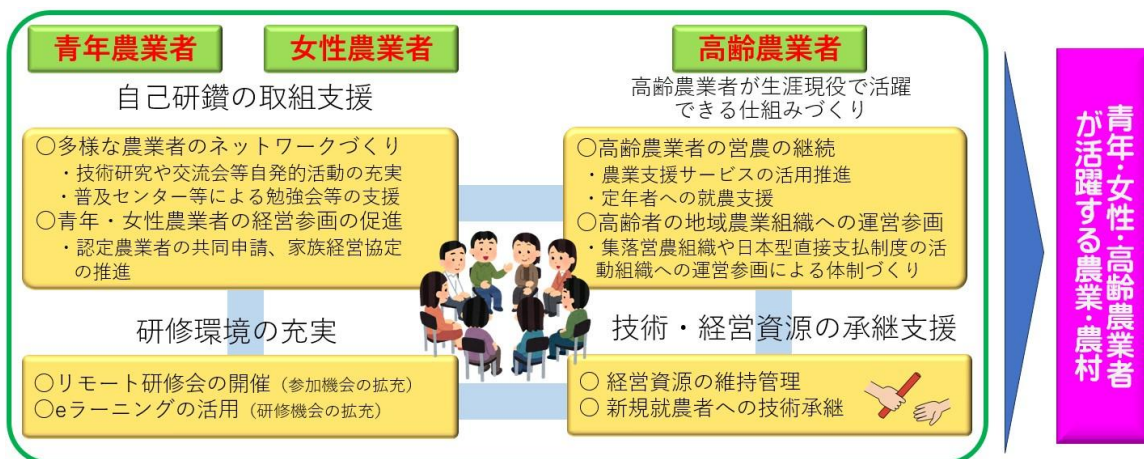 青年農業者
女性農業者
自己研鑽の取組支援
○多様な農業者のネットワークづくり
・技術研究や交流会等自発的活動の充実
・普及センター等による勉強会等の支援
○青年・女性農業者の経営参画の促進
・認定農業者の共同申請、家族経営協定
の推進
研修環境の充実
○リモート研修会の開催（参加機会の拡充）
○eラーニングの活用（研修機会の拡充）
高齢農業者
高齢農業者が生涯現役で活躍
できる仕組みづくり
○高齢農業者の営農の継続
・農業支援サービスの活用推進
・定年者への就農支援
○高齢者の地域農業組織への運営参画
・集落営農組織や日本型直接支払制度の活
動組織への運営参画による体制づくり
技術・経営資源の承継支援
○ 経営資源の維持管理
○ 新規就農者への技術承継
青年・女性・高齢農業者
が活躍する農業・農村